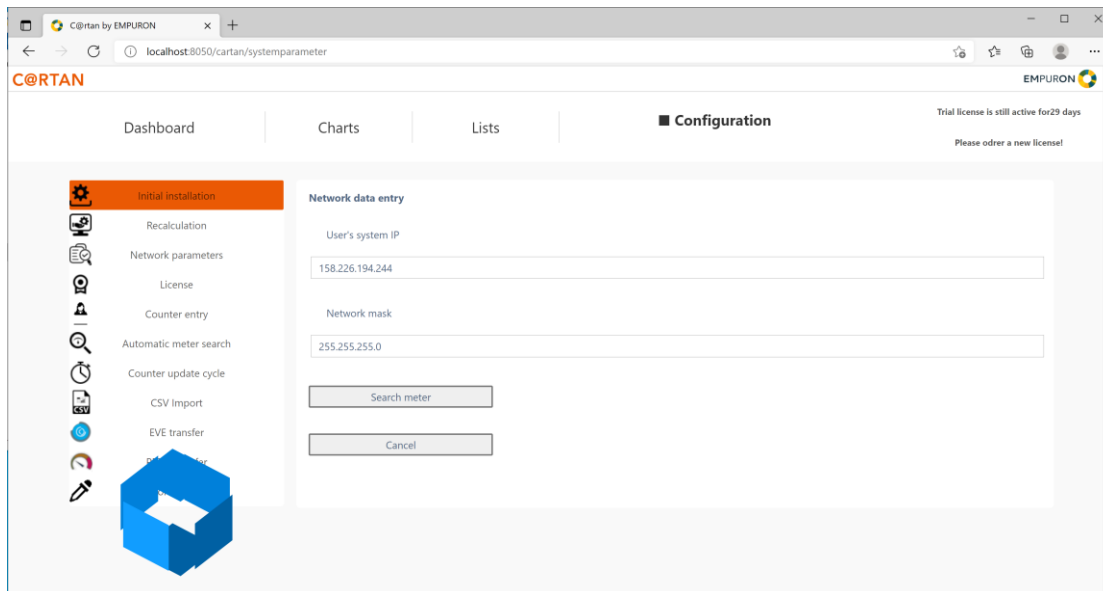 C@rtan by EMPURON
localhost:8050/cartan/systemparameter
C@RTAN
EMPURON
Dashboard
Charts
Lists
Configuration
Trial license is still active for29 days
Please odrer a new license!
Initial installation
Recalculation
Network parameters
License
Counter entry
Automatic meter search
Counter update cycle
CSV Import
CSV
EVE transfer
Network data entry
User's system IP
158.226.194.244
Network mask
255.255.255.0
Search meter
Cancel